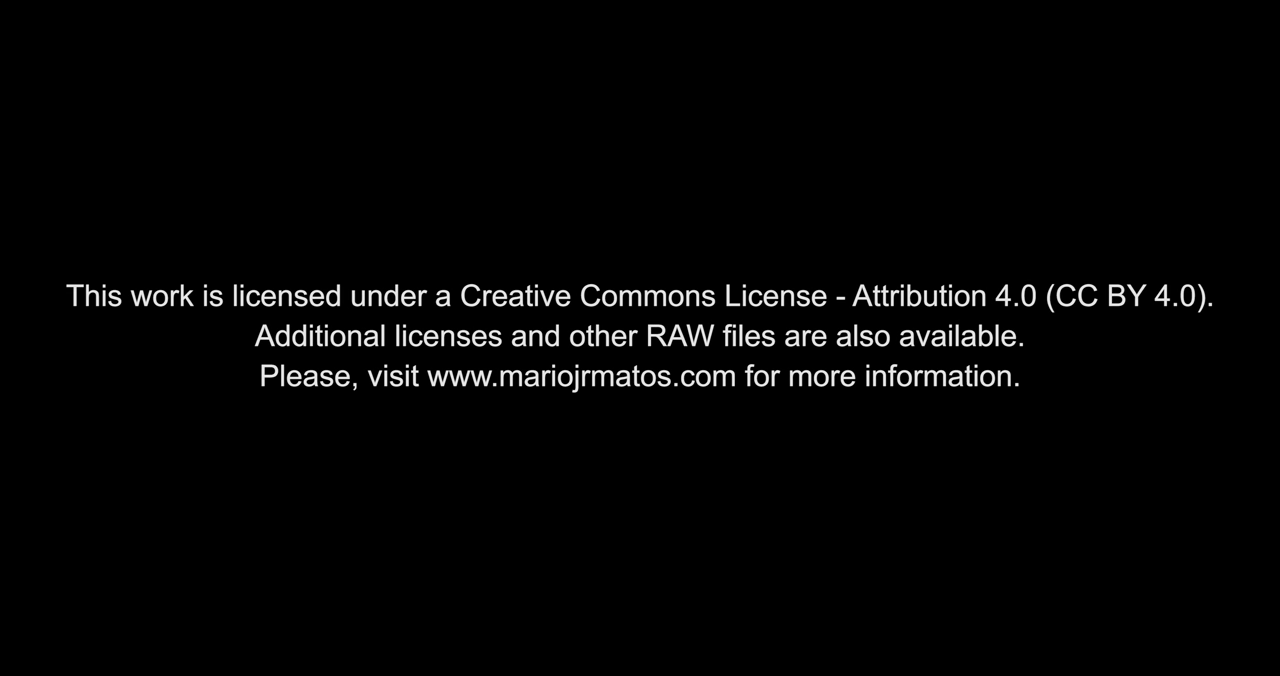 This work is licensed under a Creative Commons License - Attribution 4.0 (CC BY 4.0).
Additional licenses and other RAW files are also available.
Please, visit www.mariojrmatos.com for more information.